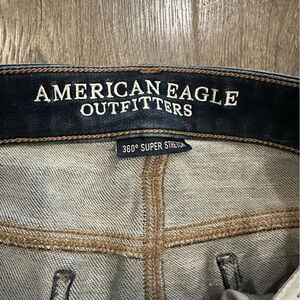 AMERICAN EAGLE
OUTFITTERS
360° SUPER STRETCH